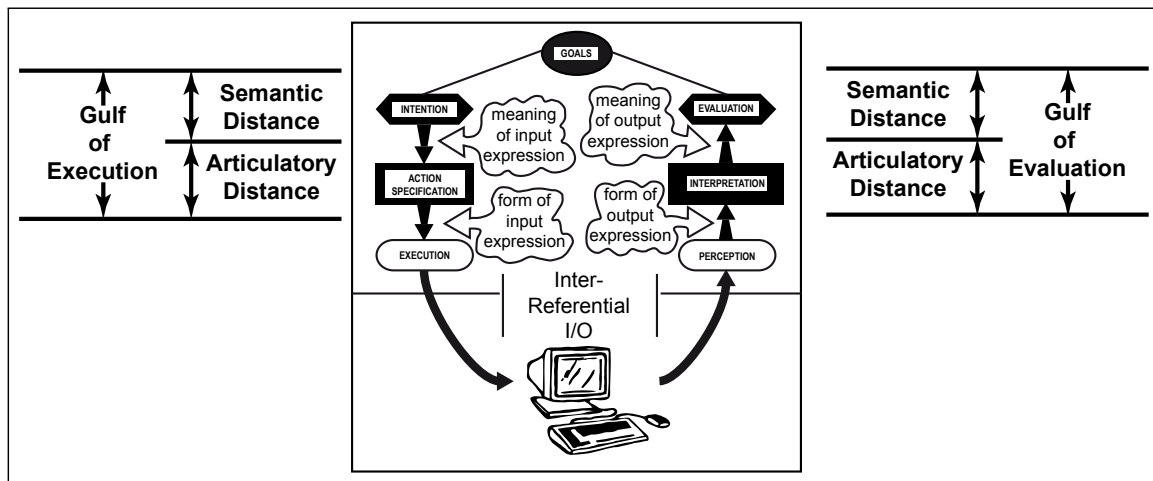 Gulf
of
Execution
Semantic
Distance
Articulatory
Distance
GOALS
INTENTION
meaning
of input
expression
ACTION
SPECIFICATION
form of
input
expression
EXECUTION
meaning
of output
expression
EVALUATION
INTERPRETATION
form of
output
expression
PERCEPTION
Inter-
Referential
I/O
Semantic
Distance
Articulatory
Distance
Gulf
of
Evaluation